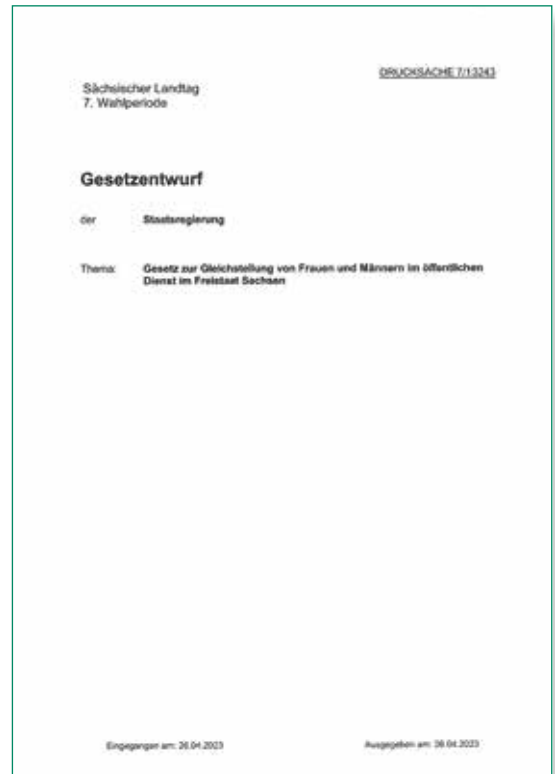 DRUCKSACHE 7/13243
Sächsischer Landtag
7. Wahlperiode
Gesetzentwurf
der Staatsregierung
Thema: Gesetz zur Gleichstellung von Frauen und Männern im öffentlichen
Dienst im Freistaat Sachsen
Eingegangen am: 26.04.2023 Ausgegeben am: 26.04.2023